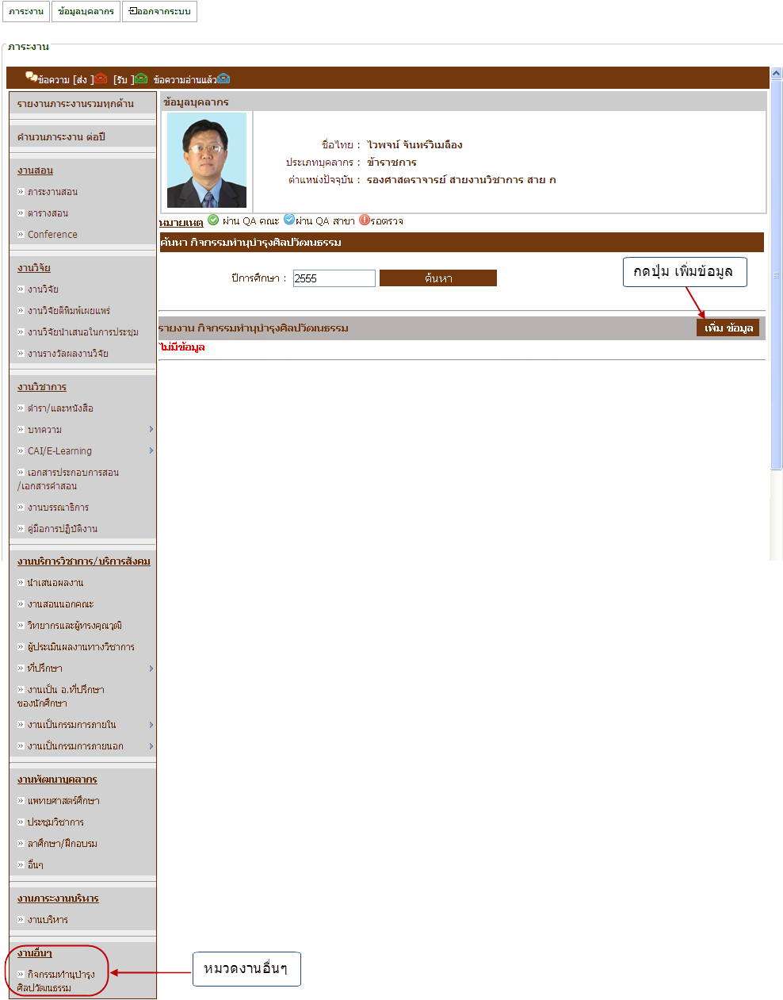 ภาระงาน ข้อมูลบุคลากร ออกจากระบบ
ภาระงาน
ข้อความ [ส่ง ] [รับ ] ข้อความอ่านแล้ว
รายงานภาระงานรวมทุกด้าน
คำนวนภาระงาน ต่อปี
งานสอน
» ภาระงานสอน
» ตารางสอน
» Conference
งานวิจัย
» งานวิจัย
» งานวิจัยตีพิมพ์เผยแพร่
» งานวิจัยนำเสนอในการประชุม
» งานรางวัลผลงานวิจัย
งานวิชาการ
» ตำรา/และหนังสือ
» บทความ
» CAI/E-Learning
» เอกสารประกอบการสอน
/เอกสารคำสอน
» งานบรรณาธิการ
» คู่มือการปฏิบัติงาน
งานบริการวิชาการ/บริการสังคม
» นำเสนอผลงาน
» งานสอนนอกคณะ
» วิทยากรและผู้ทรงคุณวุฒิ
» ผู้ประเมินผลงานทางวิชาการ
» ที่ปรึกษา
» งานเป็น อ.ที่ปรึกษา
ของนักศึกษา
» งานเป็นกรรมการภายใน
» งานเป็นกรรมการภายนอก
งานพัฒนาบุคลากร
» แพทยศาสตร์ศึกษา
» ประชุมวิชาการ
» ลาศึกษา/ฝึกอบรม
» อื่นๆ
งานภาระงานบริหาร
» งานบริหาร
งานอื่นๆ
» กิจกรรมทำนุบำรุง
ศิลปวัฒนธรรม
หมวดงานอื่นๆ
ข้อมูลบุคลากร
ชื่อไทย : ไวพจน์ จันทร์วิเมลือง
ประเภทบุคลากร : ข้าราชการ
ตำแหน่งปัจจุบัน : รองศาสตราจารย์ สายงานวิชาการ สาย ก
หมายเหตุ ผ่าน QA คณะ ผ่าน QA สาขา รอตรวจ
ค้นหา กิจกรรมทำนุบำรุงศิลปวัฒนธรรม
ปีการศึกษา : 2555 ค้นหา
กดปุ่ม เพิ่มข้อมูล
รายงาน กิจกรรมทำนุบำรุงศิลปวัฒนธรรม เพิ่ม ข้อมูล
ไม่มีข้อมูล